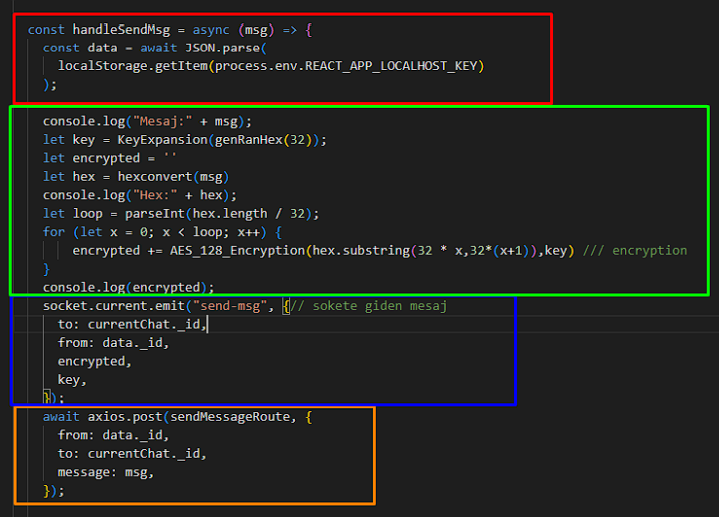 const handleSendMsg = async (msg) => {
const data = await JSON.parse(
localStorage.getItem(process.env.REACT_APP_LOCALHOST_KEY)
);
console.log("Mesaj:" + msg);
let key = KeyExpansion(genRanHex(32));
let encrypted = ''
let hex = hexconvert(msg)
console.log("Hex:" + hex);
let loop = parseInt(hex.length / 32);
for (let x = 0; x < loop; x++) {
encrypted += AES_128_Encryption(hex.substring(32 * x,32*(x+1)),key) /// encryption
}
console.log(encrypted);
socket.current.emit("send-msg", {// sokete giden mesaj
to: currentChat._id,
from: data._id,
encrypted,
key,
});
await axios.post(sendMessageRoute, {
from: data._id,
to: currentChat._id,
message: msg,
});